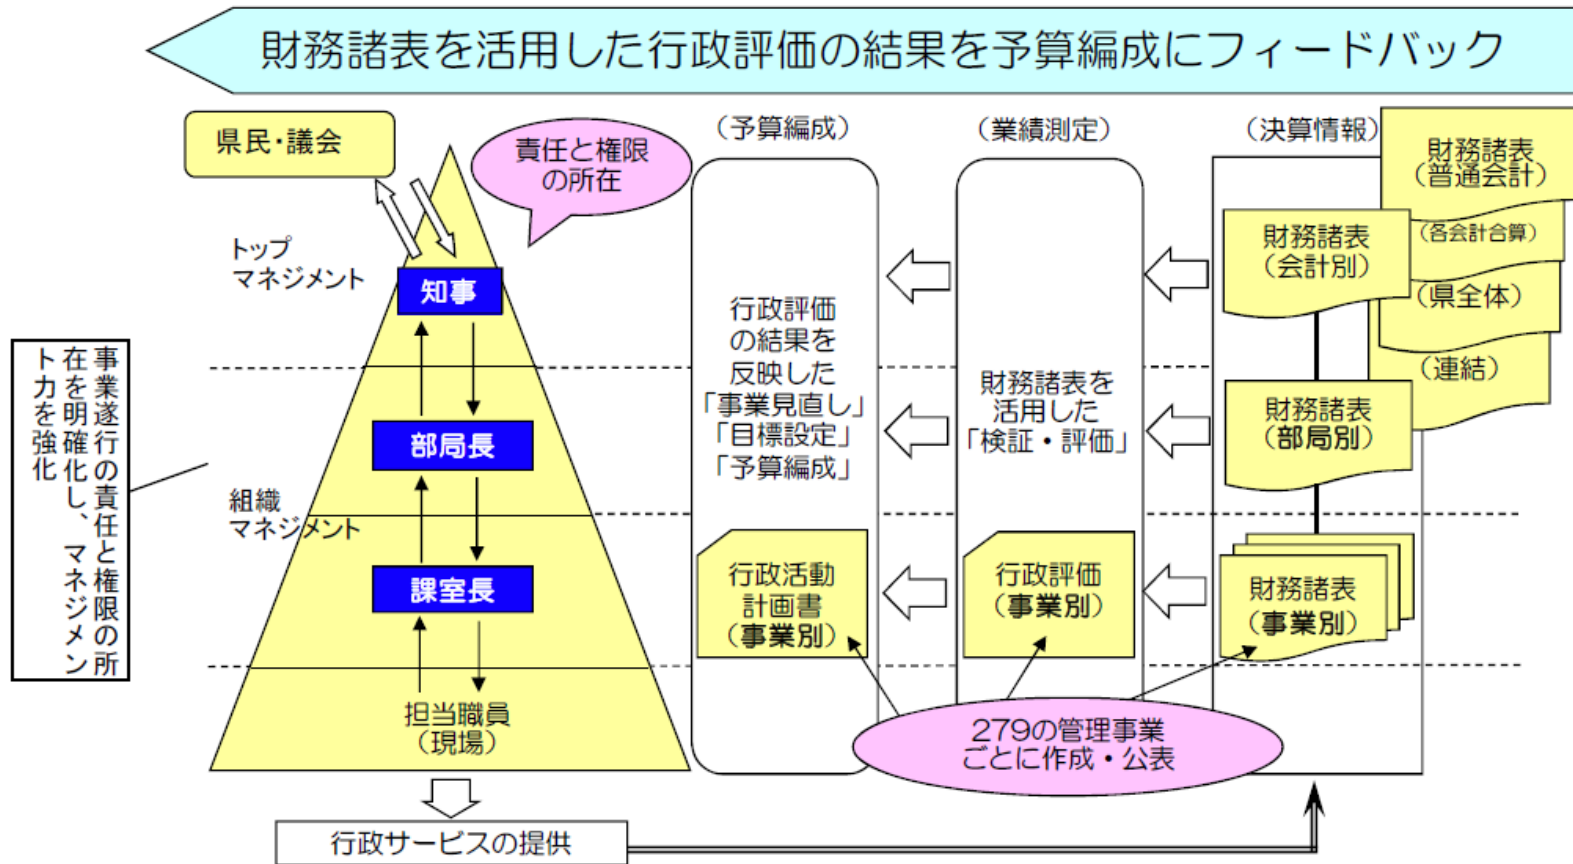 財務諸表を活用した行政評価の結果を予算編成にフィードバック
県民・議会
責任と権限
の所在
（予算編成）
（業績測定）
（決算情報）
財務諸表
（普通会計）
（各会計合算）
（県全体）
（連結）
財務諸表
（会計別）
トップ
マネジメント
知事
行政評価
の結果を
反映した
「事業見直し」
「目標設定」
「予算編成」
財務諸表を
活用した
「検証・評価」
財務諸表
（部局別）
事業遂行の責任と権限の所
在を明確化し、マネジメン
ト力を強化
部局長
組織
マネジメント
課室長
行政活動
計画書
（事業別）
行政評価
（事業別）
財務諸表
（事業別）
担当職員
（現場）
279の管理事業
ごとに作成・公表
行政サービスの提供